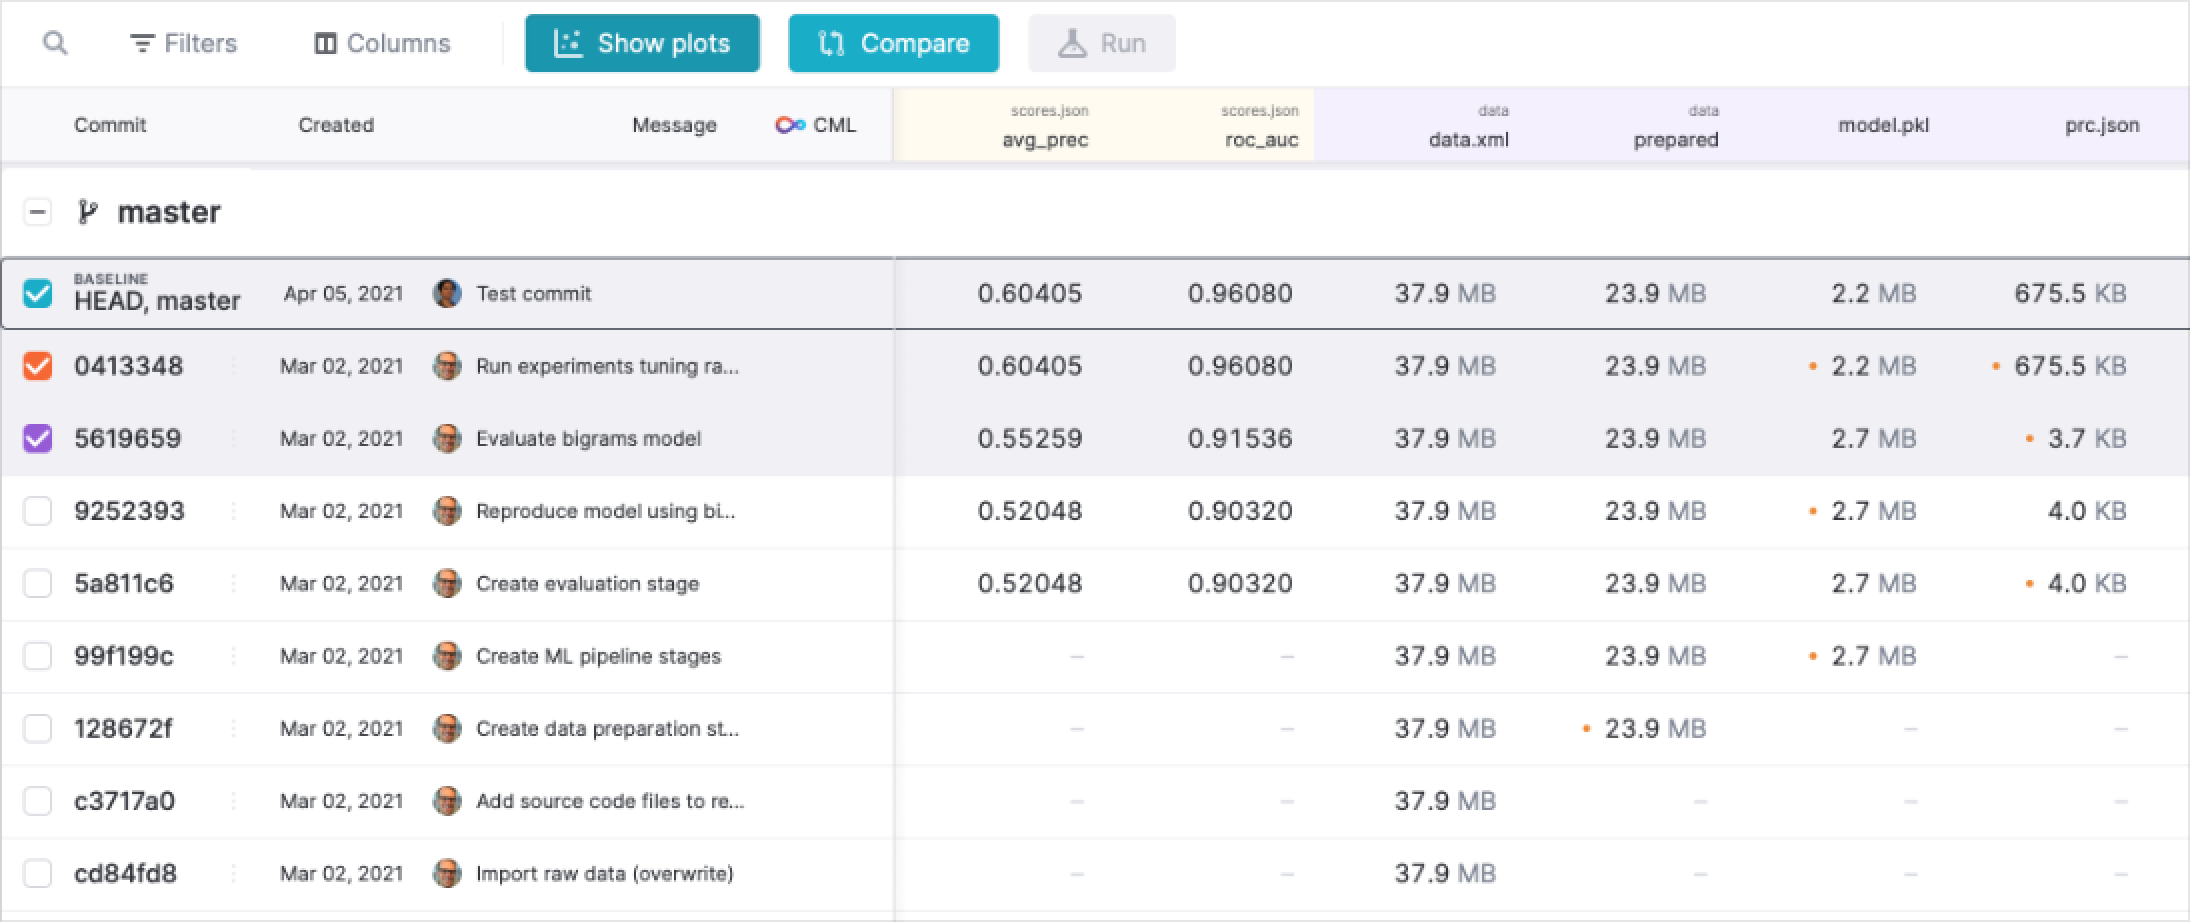 Filters Columns Show plots Compare Run
Commit Created Message CML scores.json avg_prec scores.json roc_auc data data.xml data prepared model.pkl prc.json
master
BASELINE
HEAD, master Apr 05, 2021 Test commit 0.60405 0.96080 37.9 MB 23.9 MB 2.2 MB 675.5 KB
0413348 Mar 02, 2021 Run experiments tuning ra... 0.60405 0.96080 37.9 MB 23.9 MB 2.2 MB 675.5 KB
5619659 Mar 02, 2021 Evaluate bigrams model 0.55259 0.91536 37.9 MB 23.9 MB 2.7 MB 3.7 KB
9252393 Mar 02, 2021 Reproduce model using bi... 0.52048 0.90320 37.9 MB 23.9 MB 2.7 MB 4.0 KB
5a811c6 Mar 02, 2021 Create evaluation stage 0.52048 0.90320 37.9 MB 23.9 MB 2.7 MB 4.0 KB
99f199c Mar 02, 2021 Create ML pipeline stages – – 37.9 MB 23.9 MB 2.7 MB –
128672f Mar 02, 2021 Create data preparation st... – – 37.9 MB 23.9 MB – –
c3717a0 Mar 02, 2021 Add source code files to re... – – 37.9 MB – – –
cd84fd8 Mar 02, 2021 Import raw data (overwrite) – – 37.9 MB – – –